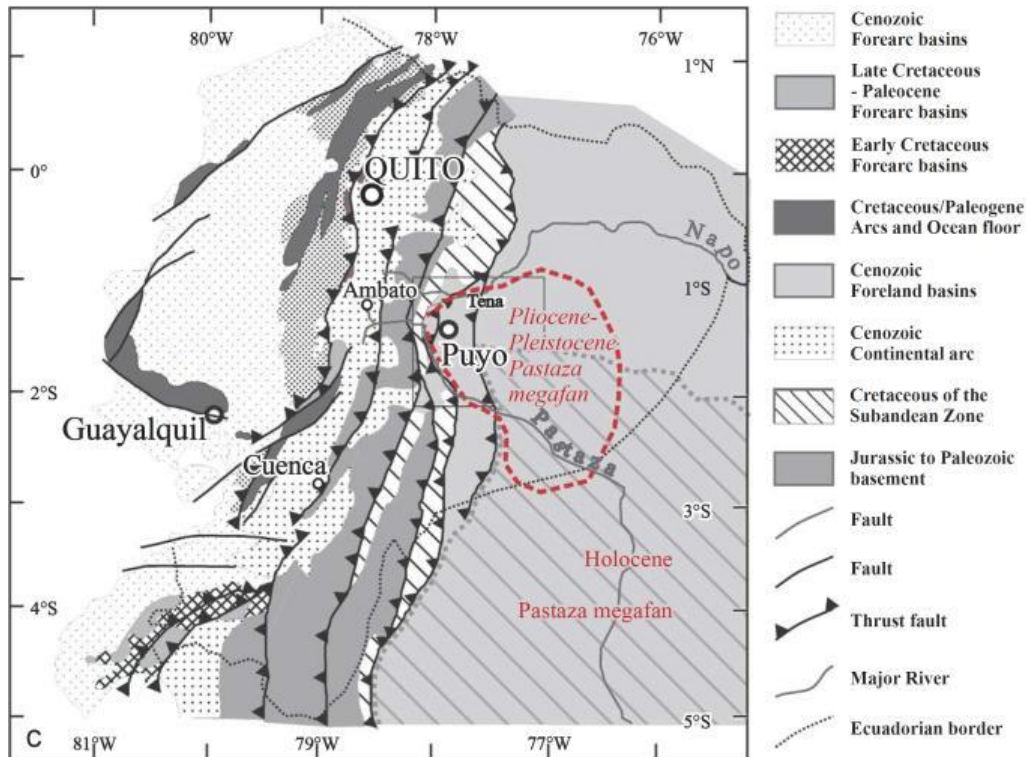 80°W
78°W
76°W
1°N
0°
1°S
2°S
3°S
4°S
5°S
81°W
79°W
78°W
77°W
C
QUITO
Ambato
Tena
Puyo
Guayalquil
Cuenca
Napo
Pastaza
Pliocene-
Pleistocene
Pastaza
megafan
Holocene
Pastaza megafan
Cenozoic
Forearc basins
Late Cretaceous
- Paleocene
Forearc basins
Early Cretaceous
Forearc basins
Cretaceous/Paleogene
Arcs and Ocean floor
Cenozoic
Foreland basins
Cenozoic
Continental arc
Cretaceous of the
Subandean Zone
Jurassic to Paleozoic
basement
Fault
Fault
Thrust fault
Major River
Ecuadorian border